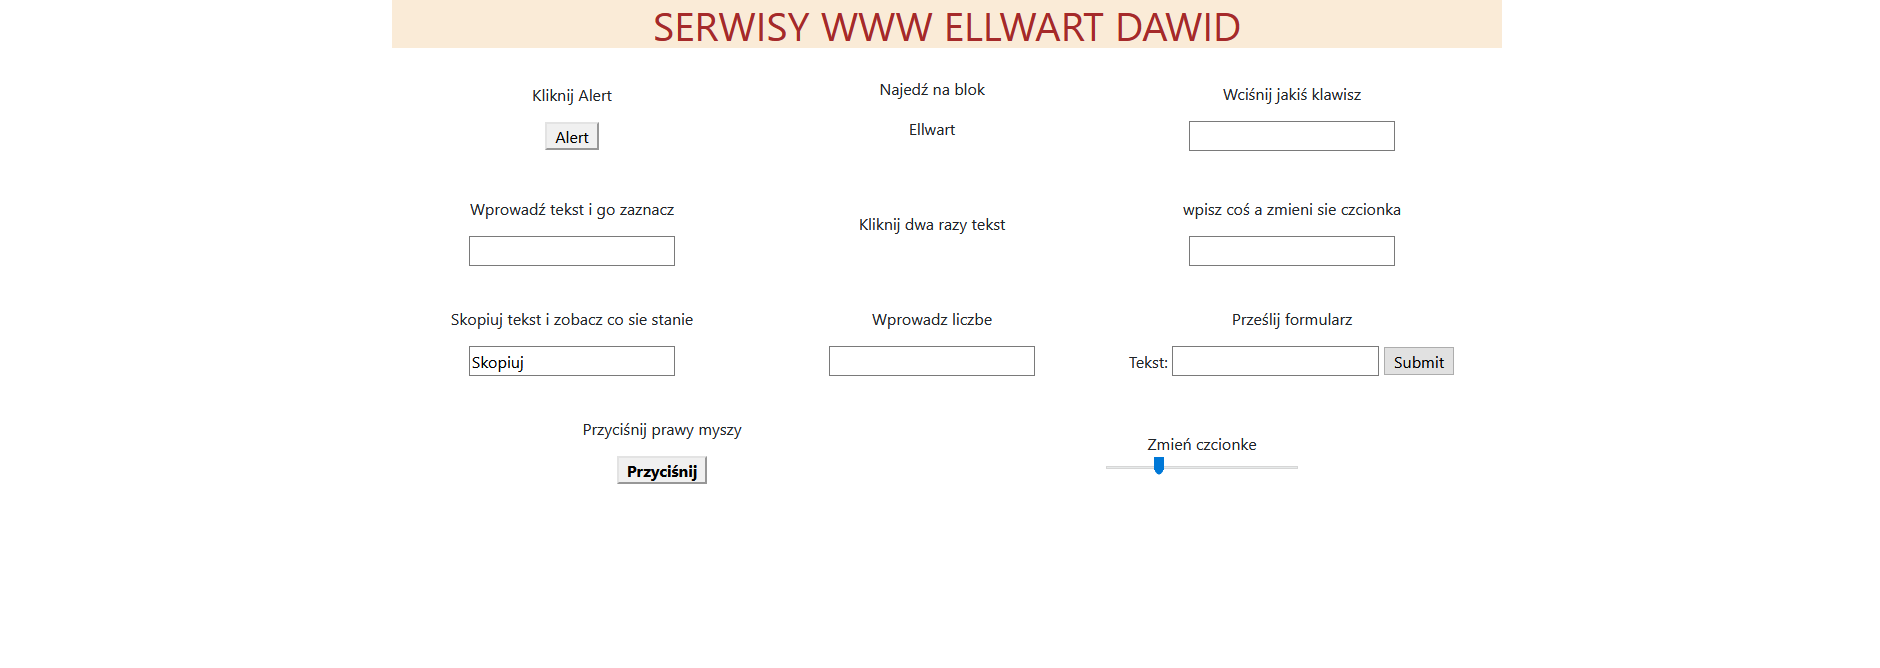 SERWISY WWW ELLWART DAWID
Kliknij Alert
Alert
Najedź na blok
Ellwart
Wciśnij jakiś klawisz
Wprowadź tekst i go zaznacz
Kliknij dwa razy tekst
wpisz coś a zmieni sie czcionka
Skopiuj tekst i zobacz co sie stanie
Skopiuj
Wprowadz liczbe
Prześlij formularz
Tekst: Submit
Przyciśnij prawy myszy
Przyciśnij
Zmień czcionke